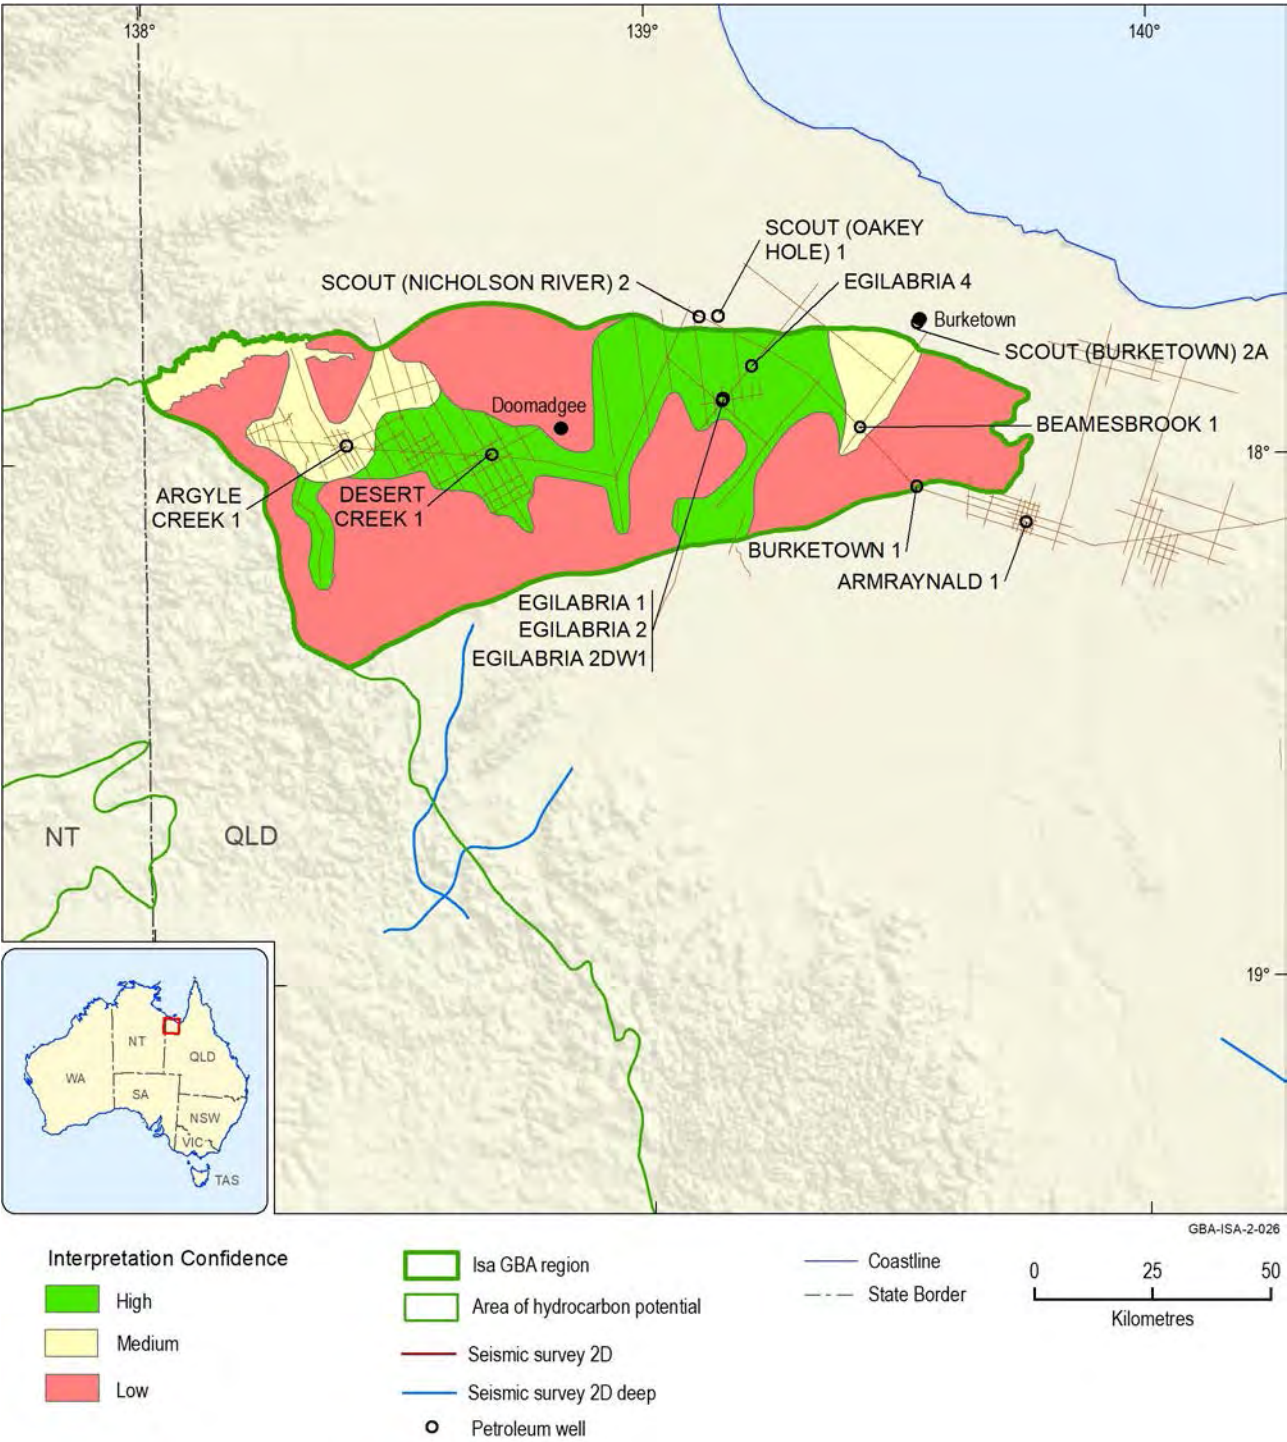 138°
139°
140°
SCOUT (OAKEY
HOLE) 1
SCOUT (NICHOLSON RIVER) 2
EGILABRIA 4
Burketown
SCOUT (BURKETOWN) 2A
Doomadgee
BEAMESBROOK 1
18°
ARGYLE
CREEK 1
DESERT
CREEK 1
BURKETOWN 1
ARMRAYNALD 1
EGILABRIA 1
EGILABRIA 2
EGILABRIA 2DW1
NT
QLD
19°
NT
QLD
WA
SA
NSW
VIC
TAS
GBA-ISA-2-026
Interpretation Confidence
High
Medium
Low
Isa GBA region
Area of hydrocarbon potential
Seismic survey 2D
Seismic survey 2D deep
Petroleum well
Coastline
State Border
0 25 50
Kilometres